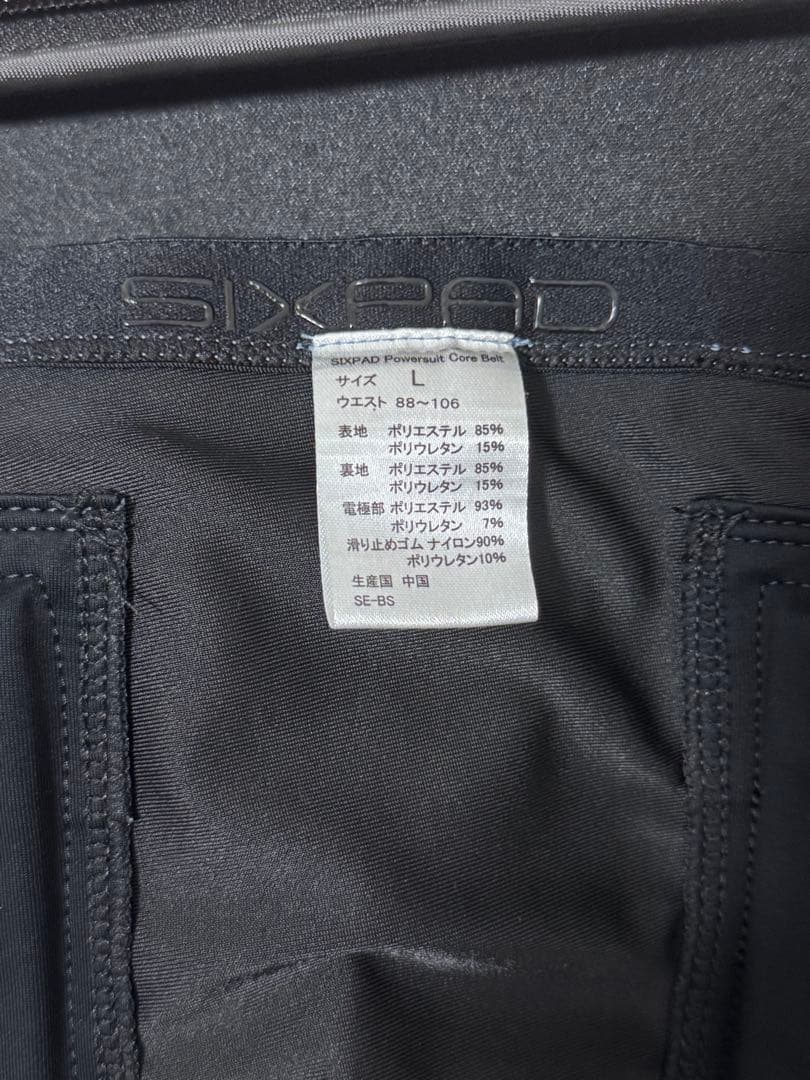 SIXPAD
SIXPAD Powersuit Core Belt
サイズ L
ウエスト 88～106
表地 ポリエステル 85%
ポリウレタン 15%
裏地 ポリエステル 85%
ポリウレタン 15%
電極部 ポリエステル 93%
ポリウレタン 7%
滑り止めゴム ナイロン90%
ポリウレタン10%
生産国 中国
SE-BS